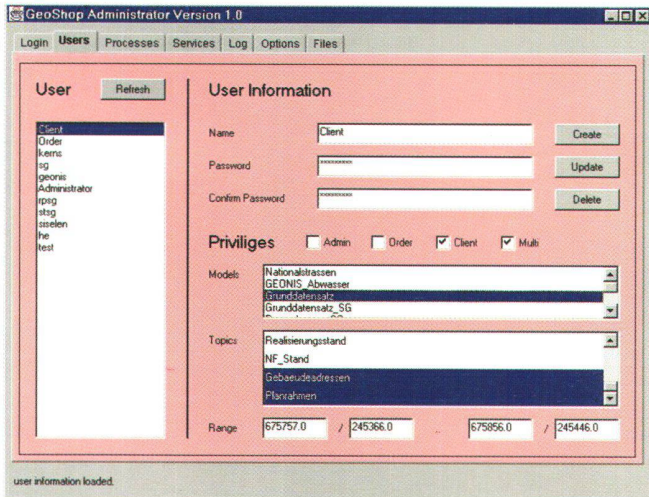 GeoShop Administrator Version 1.0
Login Users Processes Services Log Options Files
User Refresh
Client
Order
kerns
sg
geonis
Administrator
rpsg
stsg
siselen
he
test
User Information
Name Client Create
Password ********* Update
Confirm Password ********* Delete
Priviliges Admin Order Client Multi
Models
Nationalstrassen
GEONIS_Abwasser
Grunddatensatz
Grunddatensatz_SG
Topics
Realisierungsstand
NF_Stand
Gebaeudeadressen
Planrahmen
Range 675757.0 / 245366.0 .. 675856.0 / 245446.0
user information loaded.